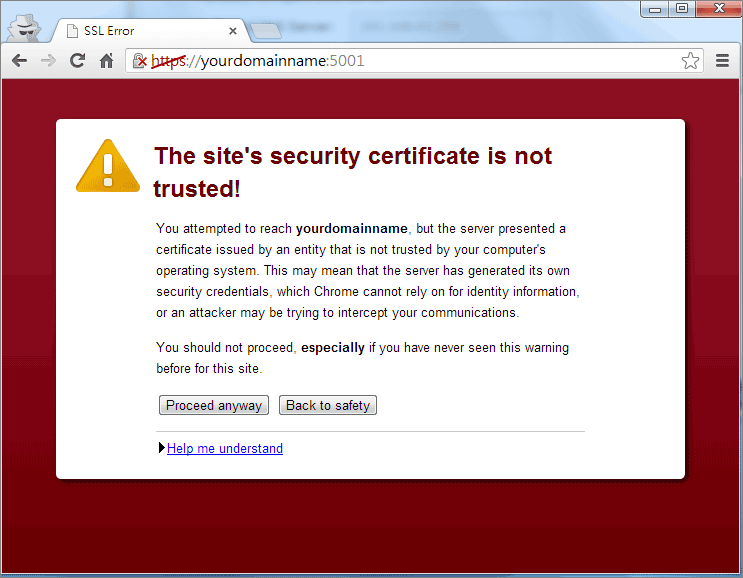 SSL Error
https://yourdomainname:5001
The site's security certificate is not
trusted!
You attempted to reach yourdomainname, but the server presented a
certificate issued by an entity that is not trusted by your computer's
operating system. This may mean that the server has generated its own
security credentials, which Chrome cannot rely on for identity information,
or an attacker may be trying to intercept your communications.
You should not proceed, especially if you have never seen this warning
before for this site.
Proceed anyway Back to safety
Help me understand